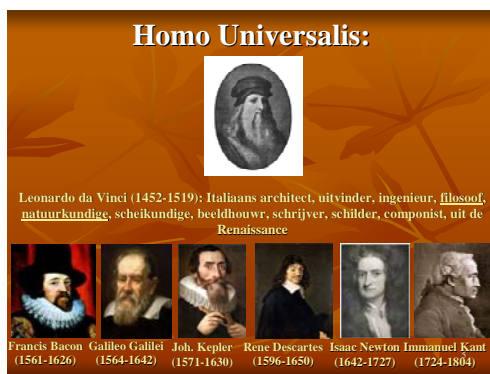 Homo Universalis:
Leonardo da Vinci (1452-1519): Italiaans architect, uitvinder, ingenieur, filosoof,
natuurkundige, scheikundige, beeldhouwr, schrijver, schilder, componist, uit de
Renaissance
Francis Bacon Galileo Galilei Joh. Kepler Rene Descartes Isaac Newton Immanuel Kant
(1561-1626) (1564-1642) (1571-1630) (1596-1650) (1642-1727) (1724-1804)